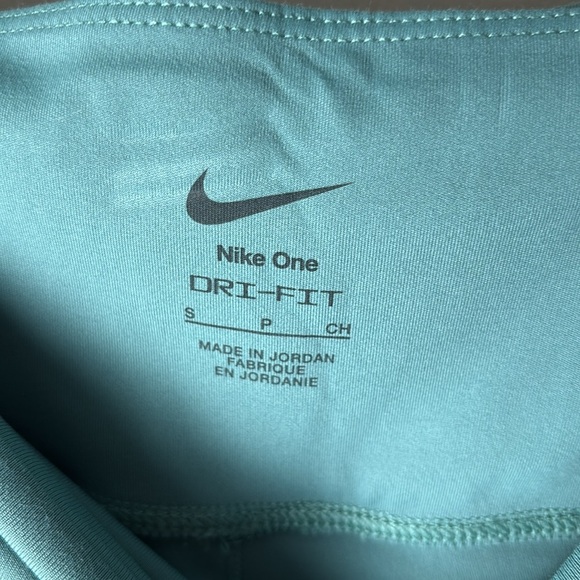 Nike One
DRI-FIT
S P CH
MADE IN JORDAN
FABRIQUE
EN JORDANIE